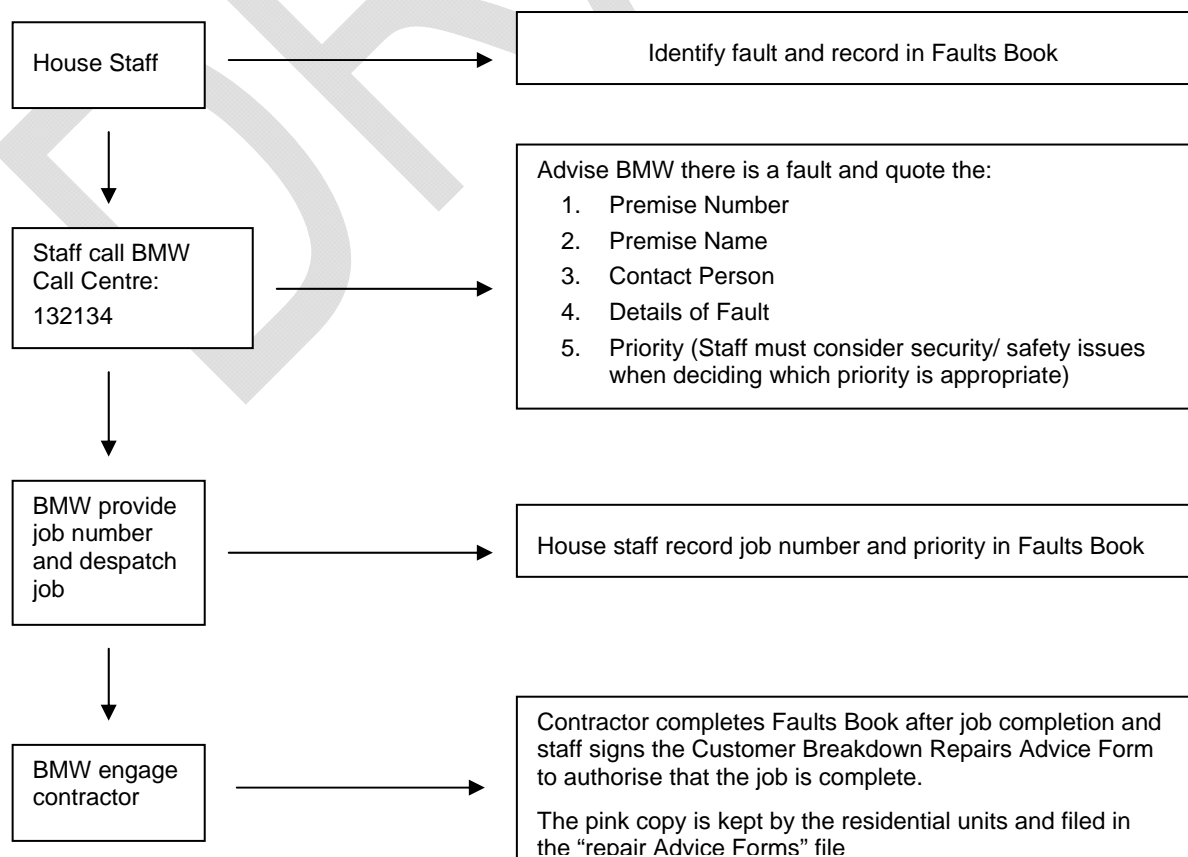 House Staff
Identify fault and record in Faults Book
Staff call BMW
Call Centre:
132134
Advise BMW there is a fault and quote the:
1. Premise Number
2. Premise Name
3. Contact Person
4. Details of Fault
5. Priority (Staff must consider security/ safety issues
when deciding which priority is appropriate)
BMW provide
job number
and despatch
job
House staff record job number and priority in Faults Book
BMW engage
contractor
Contractor completes Faults Book after job completion and
staff signs the Customer Breakdown Repairs Advice Form
to authorise that the job is complete.
The pink copy is kept by the residential units and filed in
the “repair Advice Forms” file